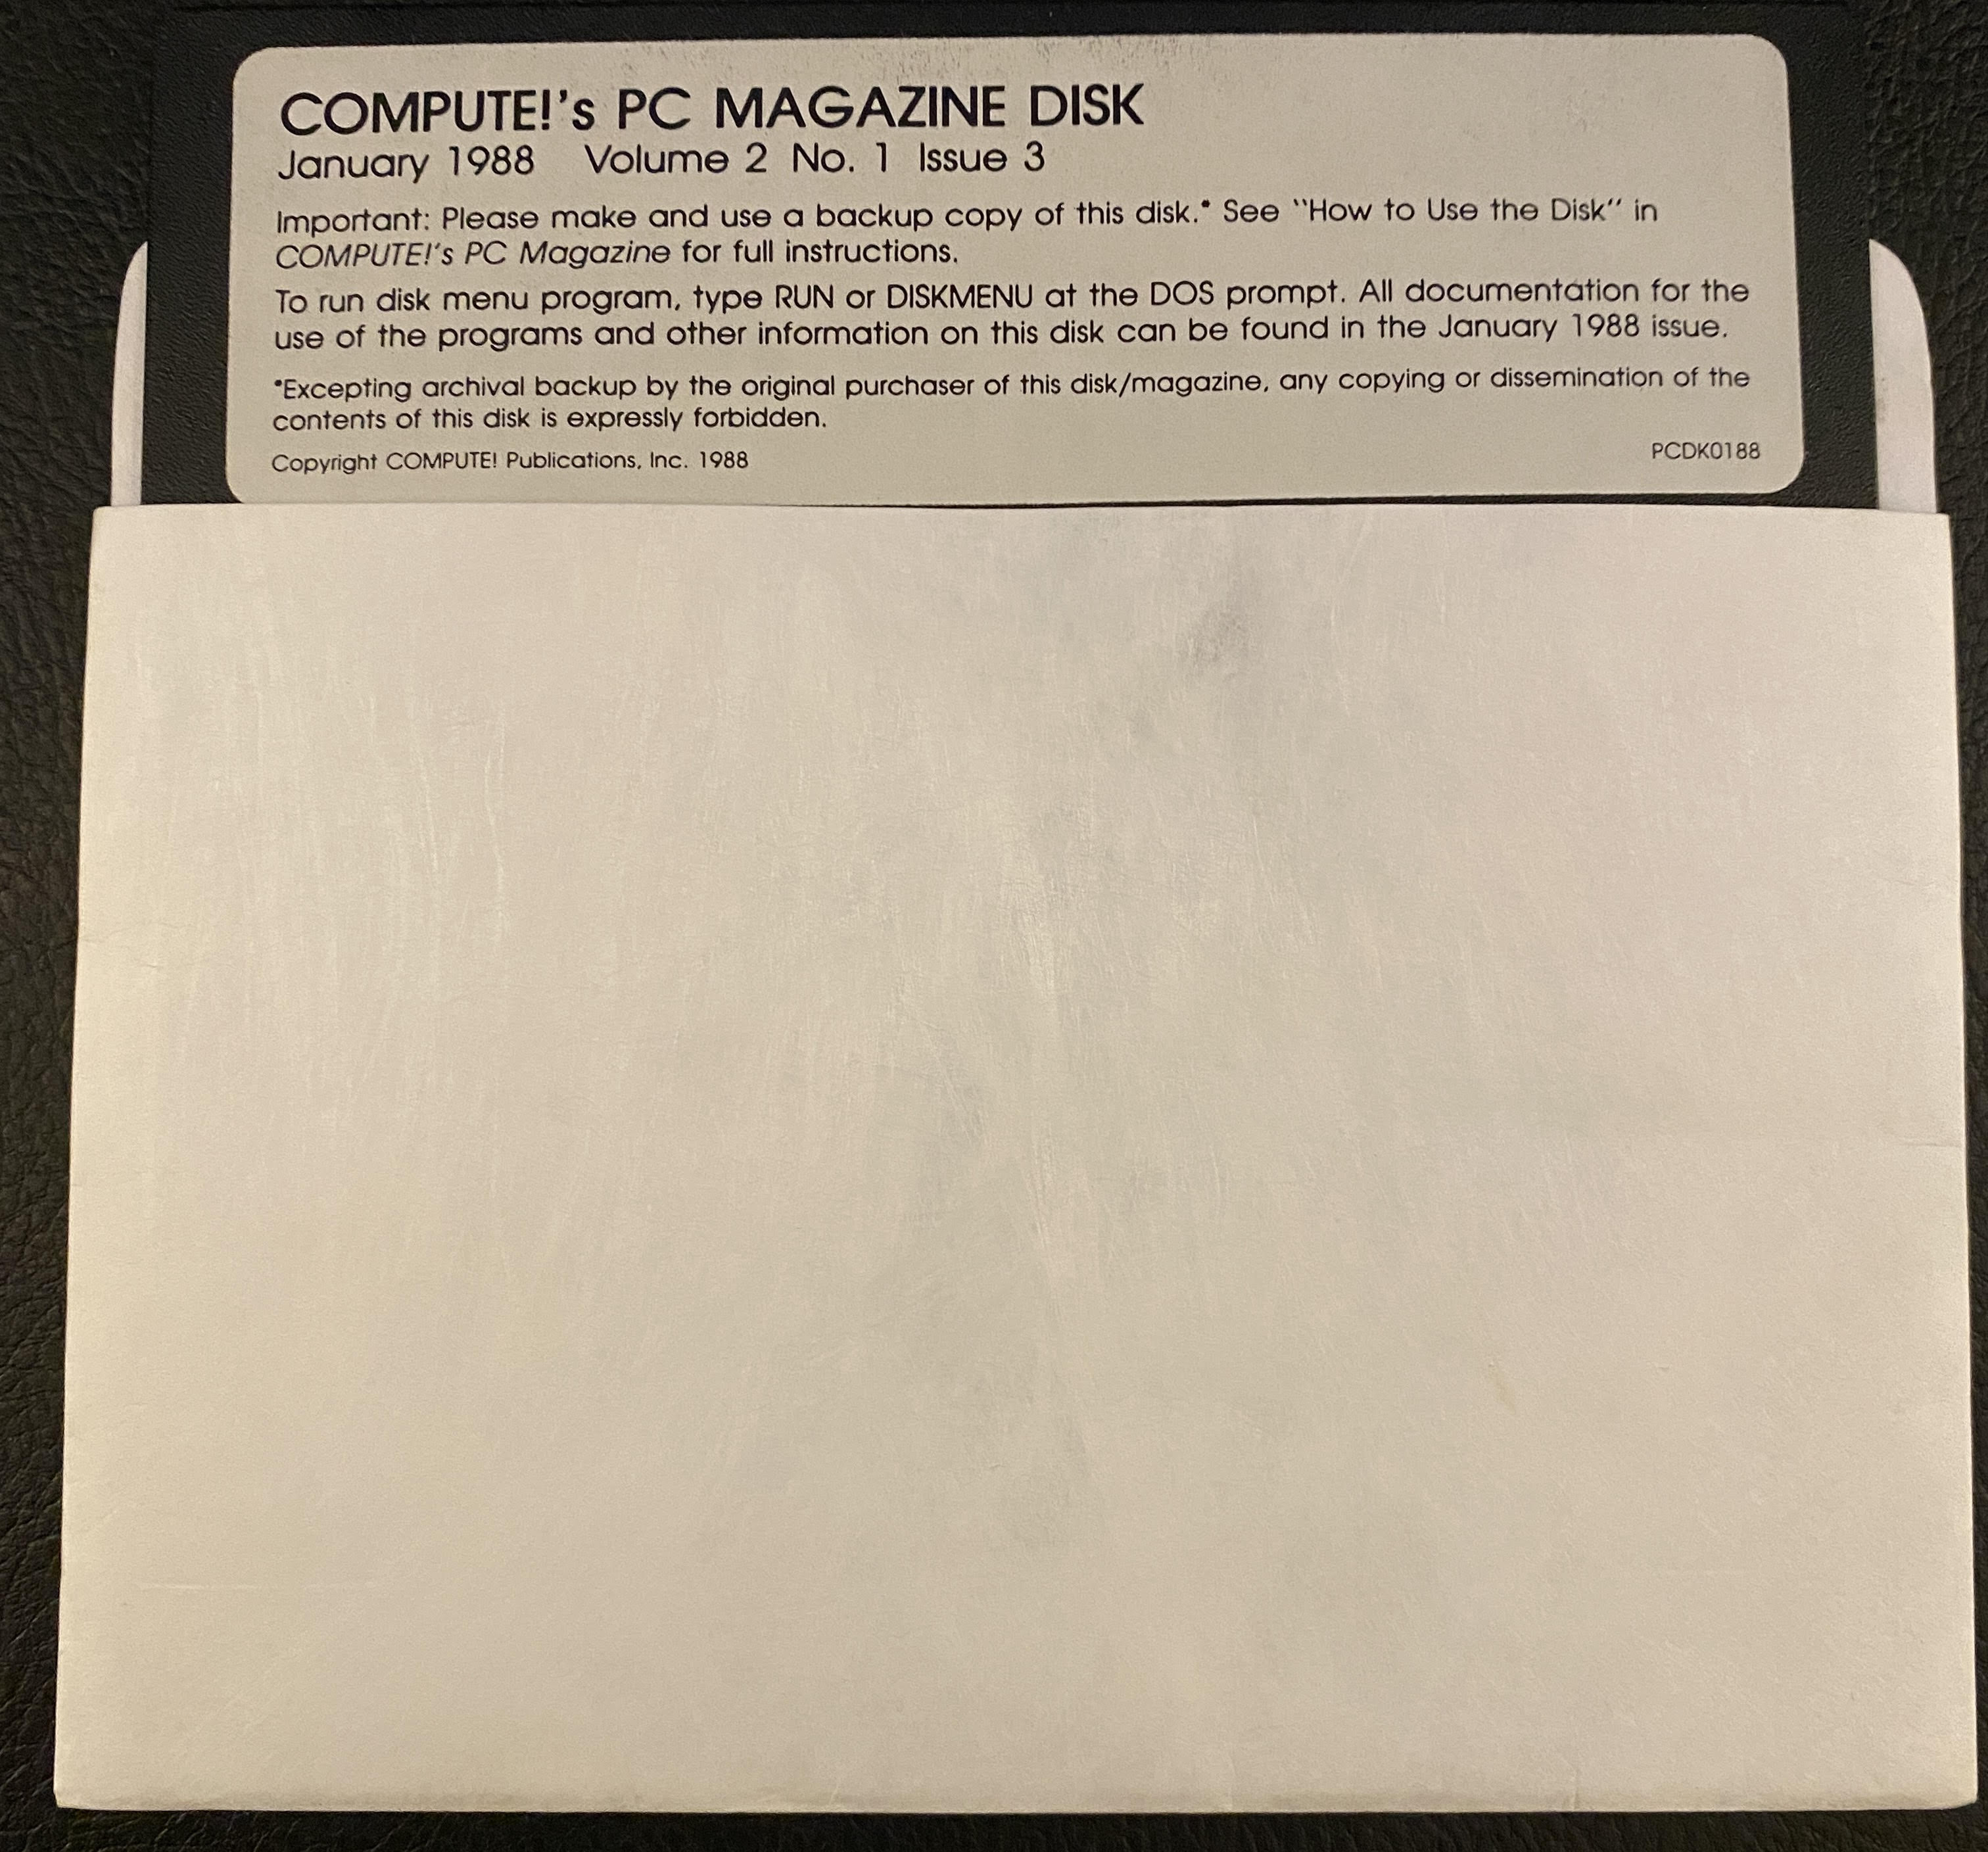 COMPUTE!'s PC MAGAZINE DISK
January 1988 Volume 2 No. 1 Issue 3
Important: Please make and use a backup copy of this disk.* See "How to Use the Disk" in
COMPUTE!'s PC Magazine for full instructions.
To run disk menu program, type RUN or DISKMENU at the DOS prompt. All documentation for the
use of the programs and other information on this disk can be found in the January 1988 issue.
*Excepting archival backup by the original purchaser of this disk/magazine, any copying or dissemination of the
contents of this disk is expressly forbidden.
Copyright COMPUTE! Publications, Inc. 1988
PCDK0188